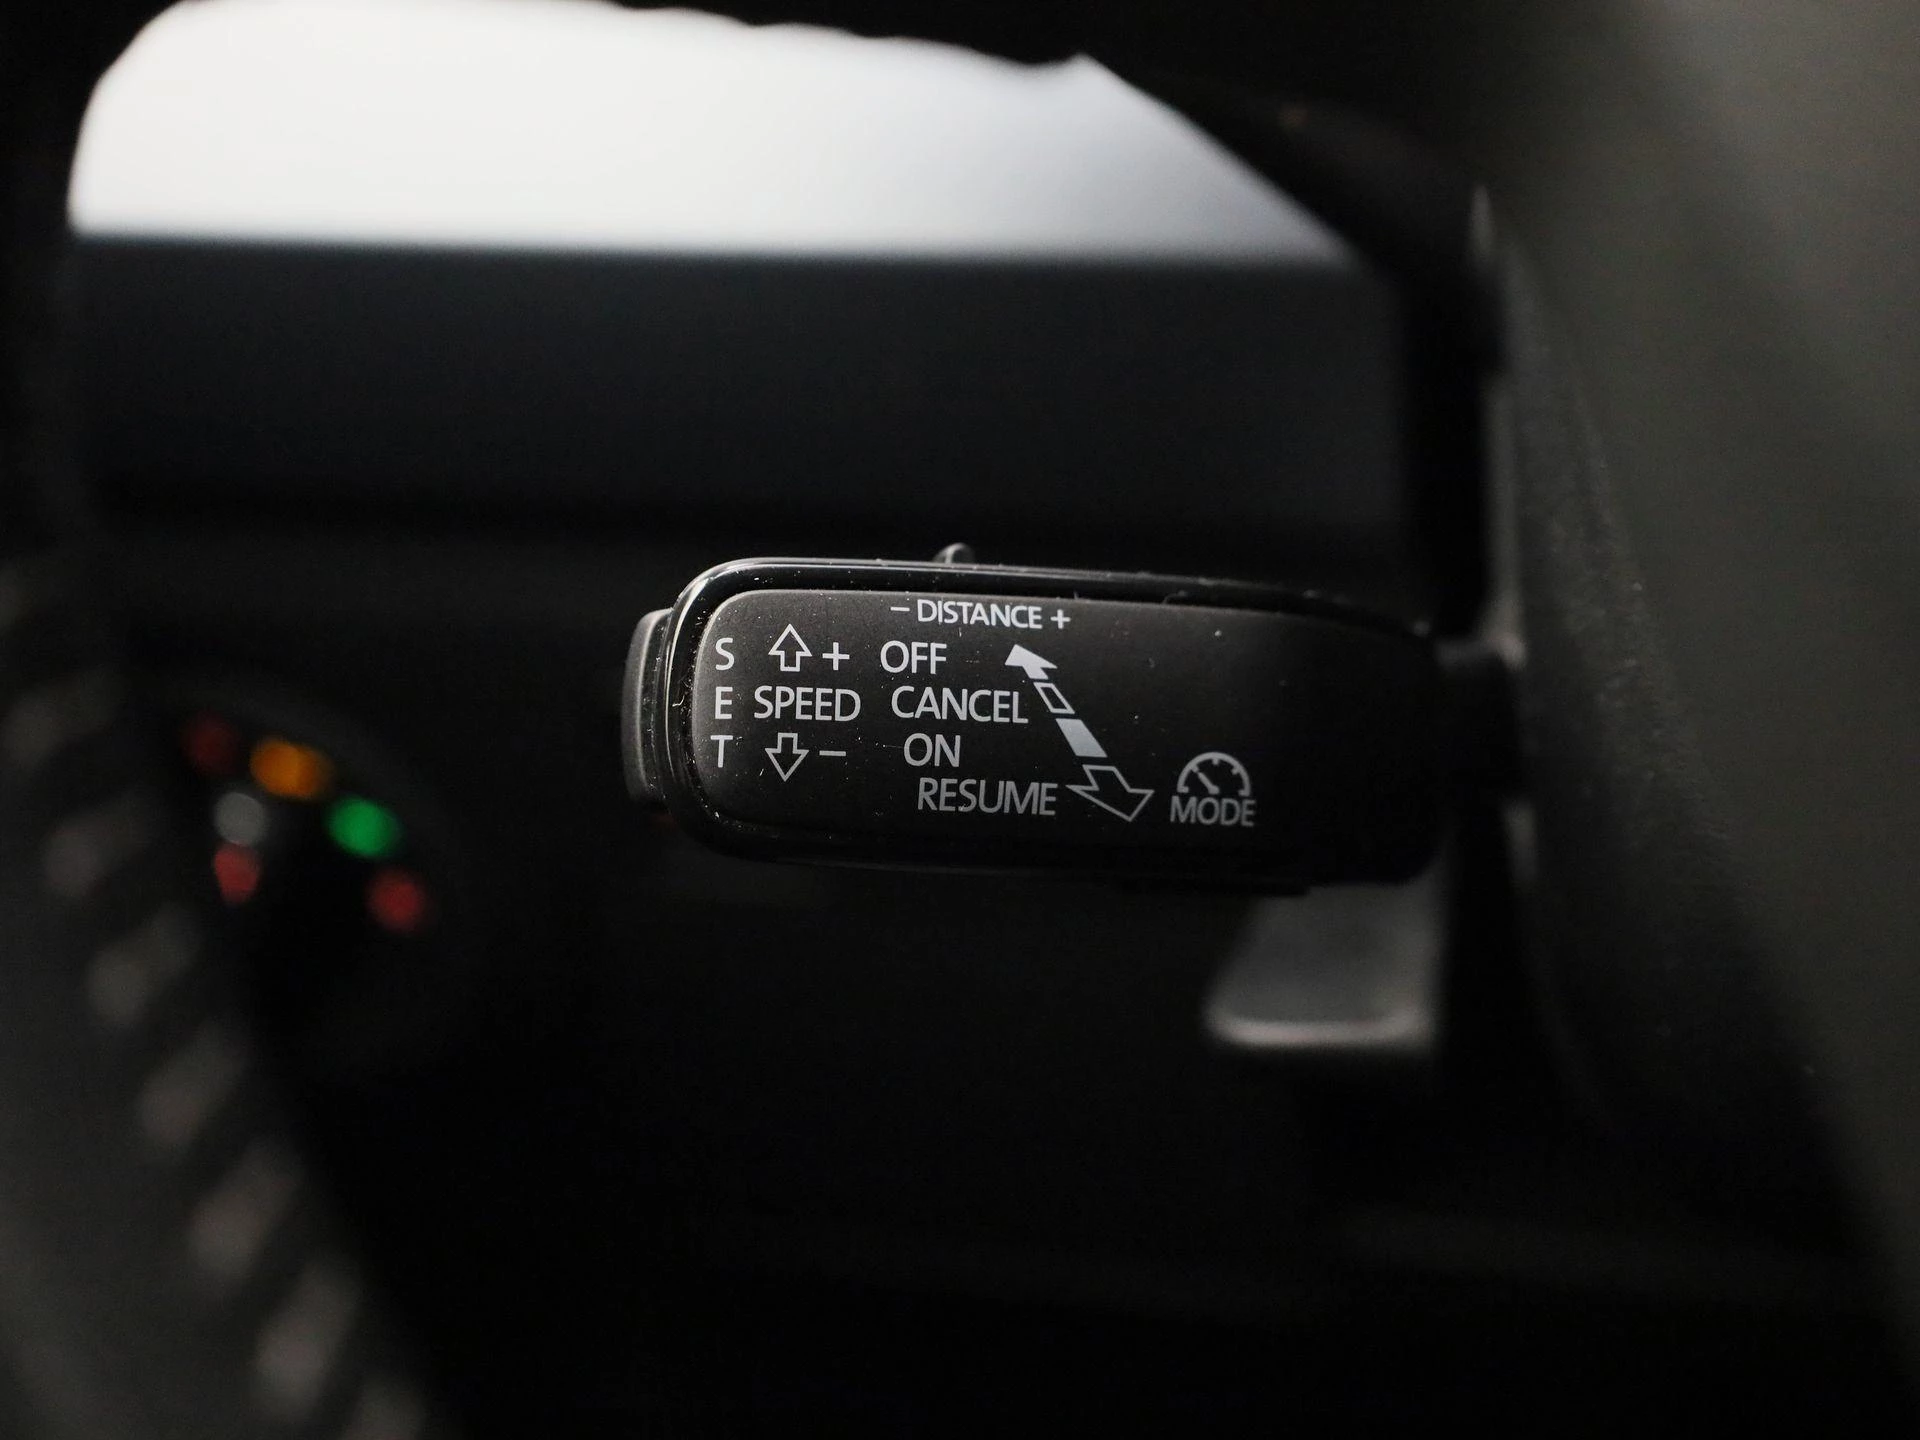 – DISTANCE +
S + OFF
E SPEED CANCEL
T – ON
RESUME
MODE